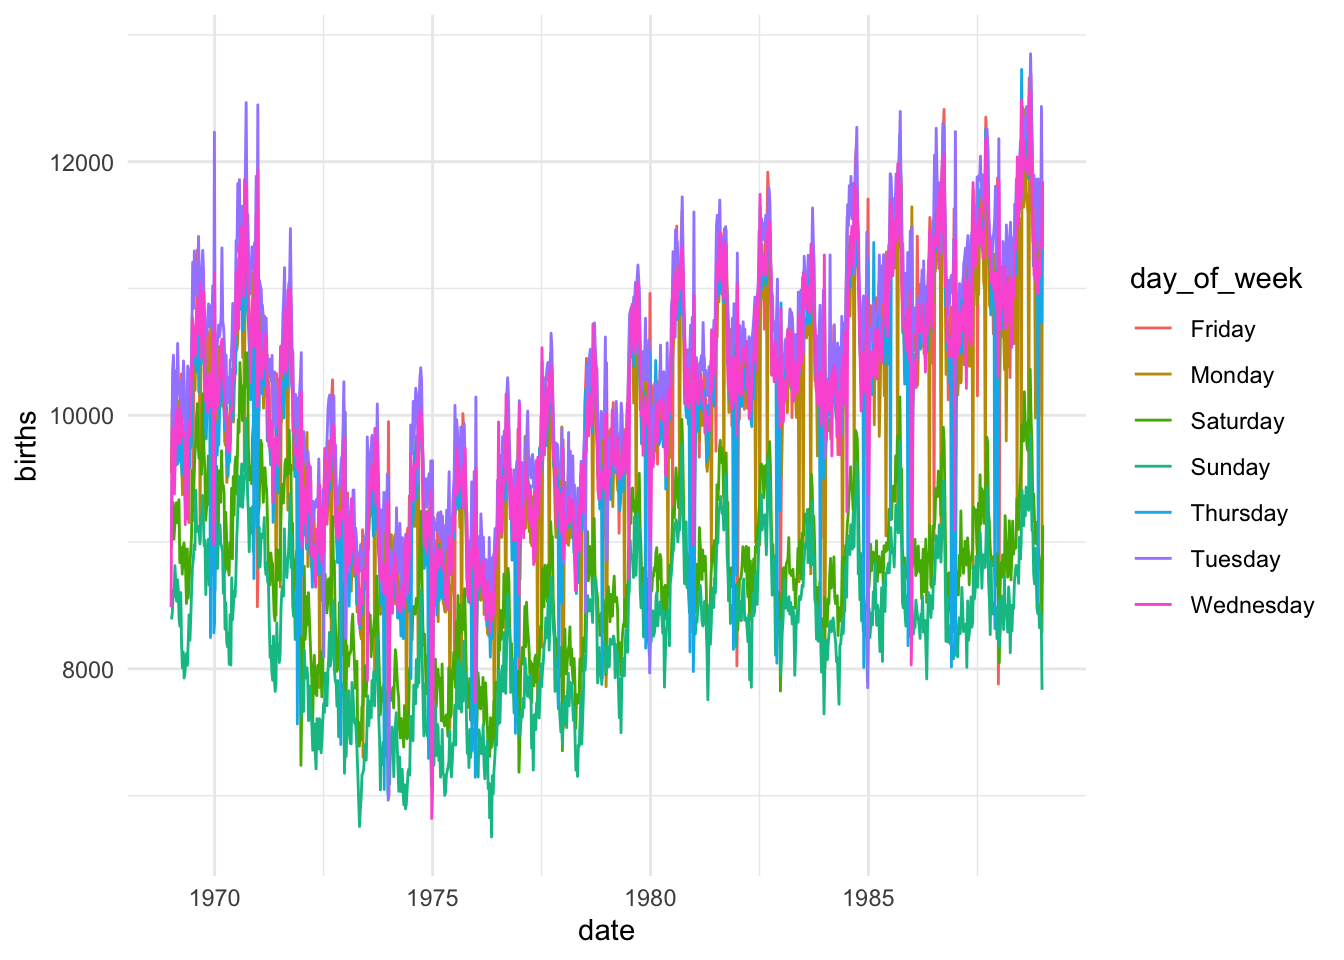 births
12000
10000
8000
1970
1975
1980
1985
date
day_of_week
Friday
Monday
Saturday
Sunday
Thursday
Tuesday
Wednesday